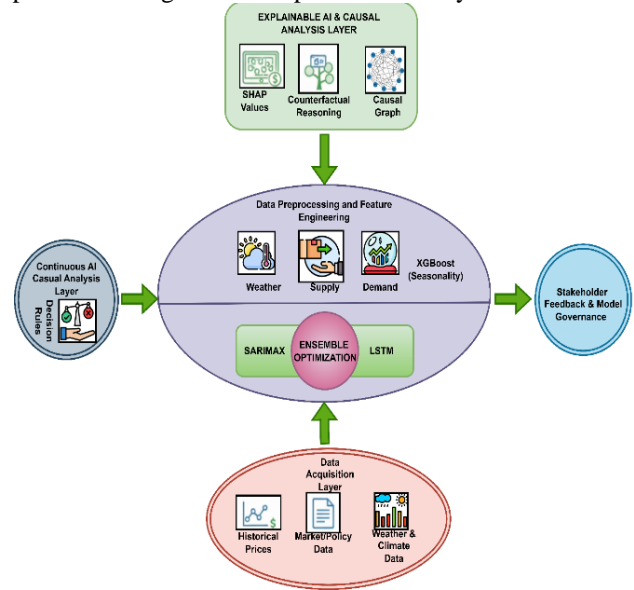 EXPLAINABLE AI & CAUSAL
ANALYSIS LAYER
SHAP
Values
Counterfactual
Reasoning
Causal
Graph
Data Preprocessing and Feature
Engineering
Weather
Supply
Demand
XGBoost
(Seasonality)
Continuous AI
Casual Analysis
Layer
Decision
Rules
Stakeholder
Feedback & Model
Governance
SARIMAX
ENSEMBLE
OPTIMIZATION
LSTM
Data
Acquisition
Layer
Historical
Prices
Market/Policy
Data
Weather &
Climate
Data